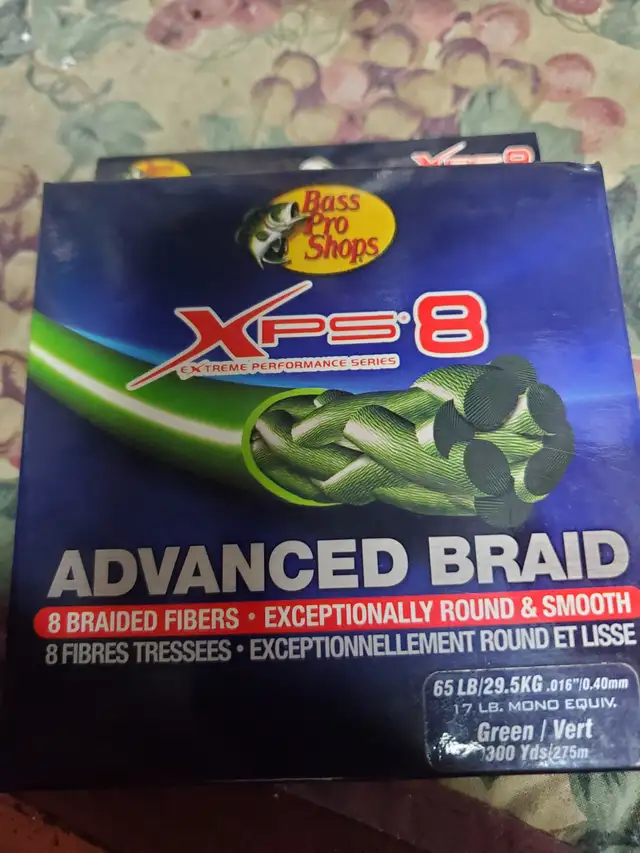 XPS 8
Bass
Pro
Shops
XPS® 8
EXTREME PERFORMANCE SERIES
ADVANCED BRAID
8 BRAIDED FIBERS • EXCEPTIONALLY ROUND & SMOOTH
8 FIBRES TRESSEES • EXCEPTIONNELLEMENT ROUND ET LISSE
65 LB/29.5KG .016"/0.40mm
17 LB. MONO EQUIV.
Green / Vert
300 Yds/275m